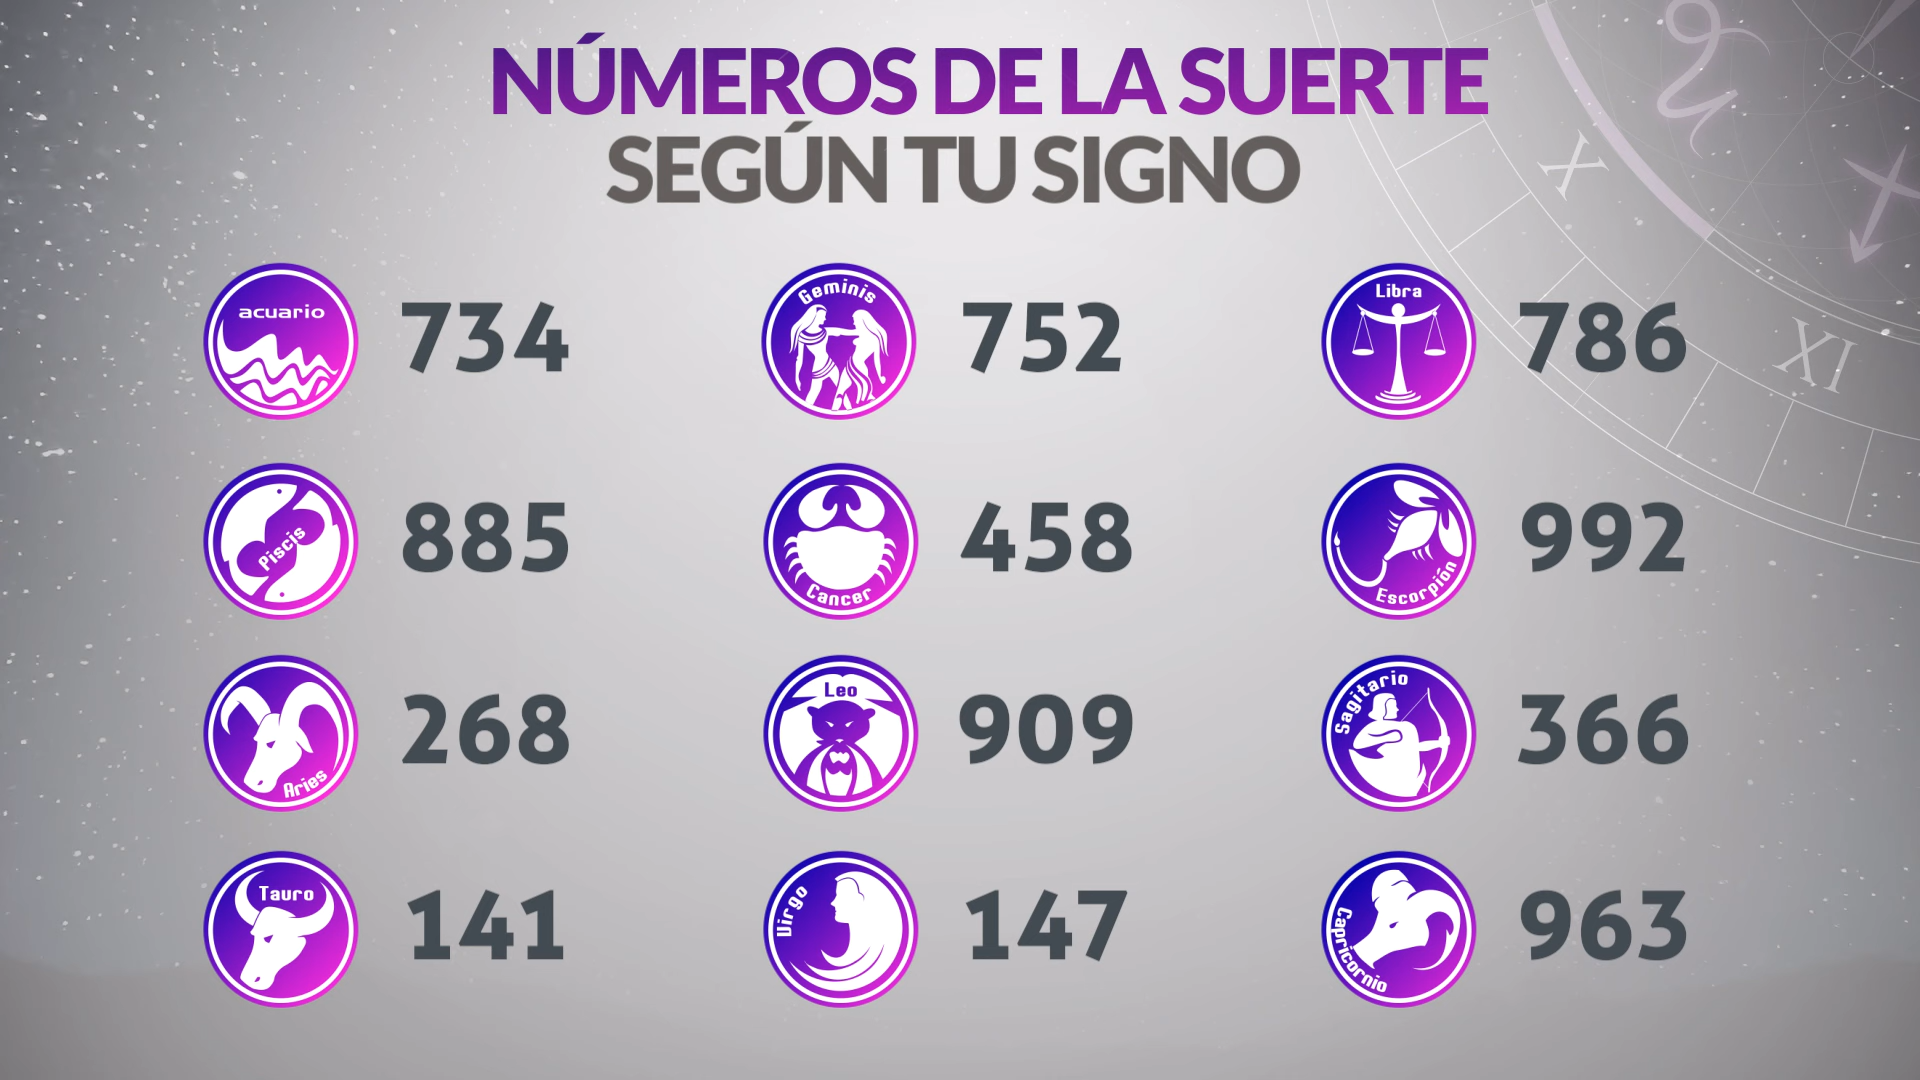 NÚMEROS DE LA SUERTE
SEGÚN TU SIGNO
acuario 734
Geminis 752
Libra 786
Piscis 885
Cancer 458
Escorpión 992
Aries 268
Leo 909
Sagitario 366
Tauro 141
Virgo 147
Capricornio 963
X
XI